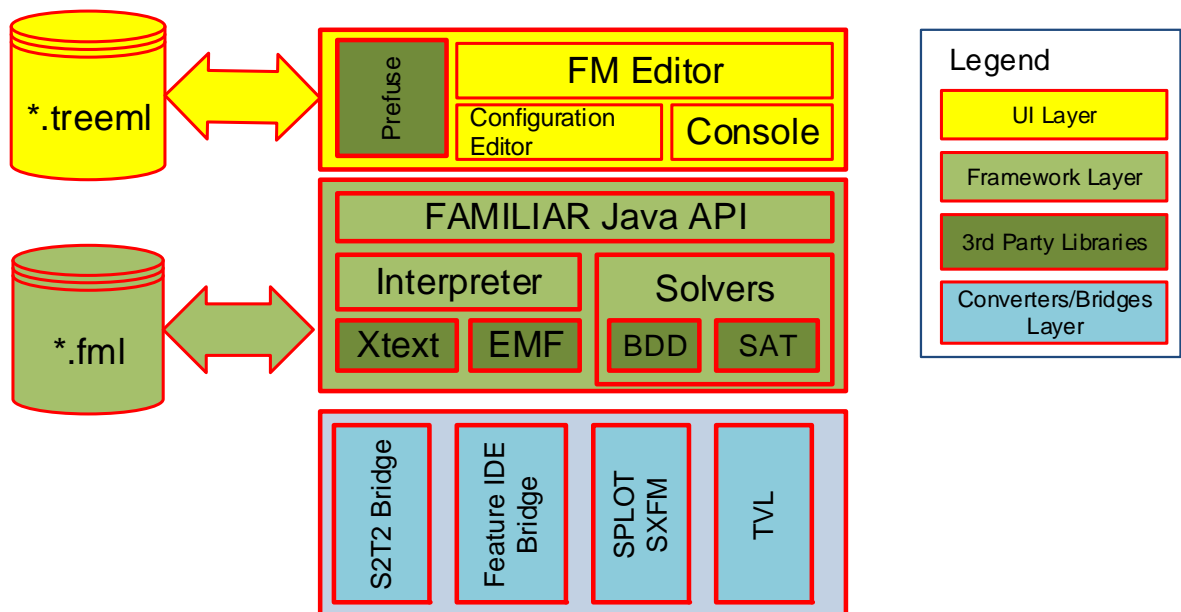 *.treeml
Prefuse
FM Editor
Configuration
Editor
Console
*.fml
FAMILIAR Java API
Interpreter
Solvers
Xtext
EMF
BDD
SAT
S2T2 Bridge
Feature IDE
Bridge
SPLOT
SXFM
TVL
Legend
UI Layer
Framework Layer
3rd Party Libraries
Converters/Bridges
Layer